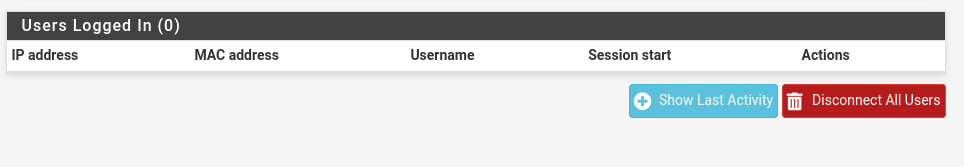 Users Logged In (0)
IP address MAC address Username Session start Actions
Show Last Activity Disconnect All Users